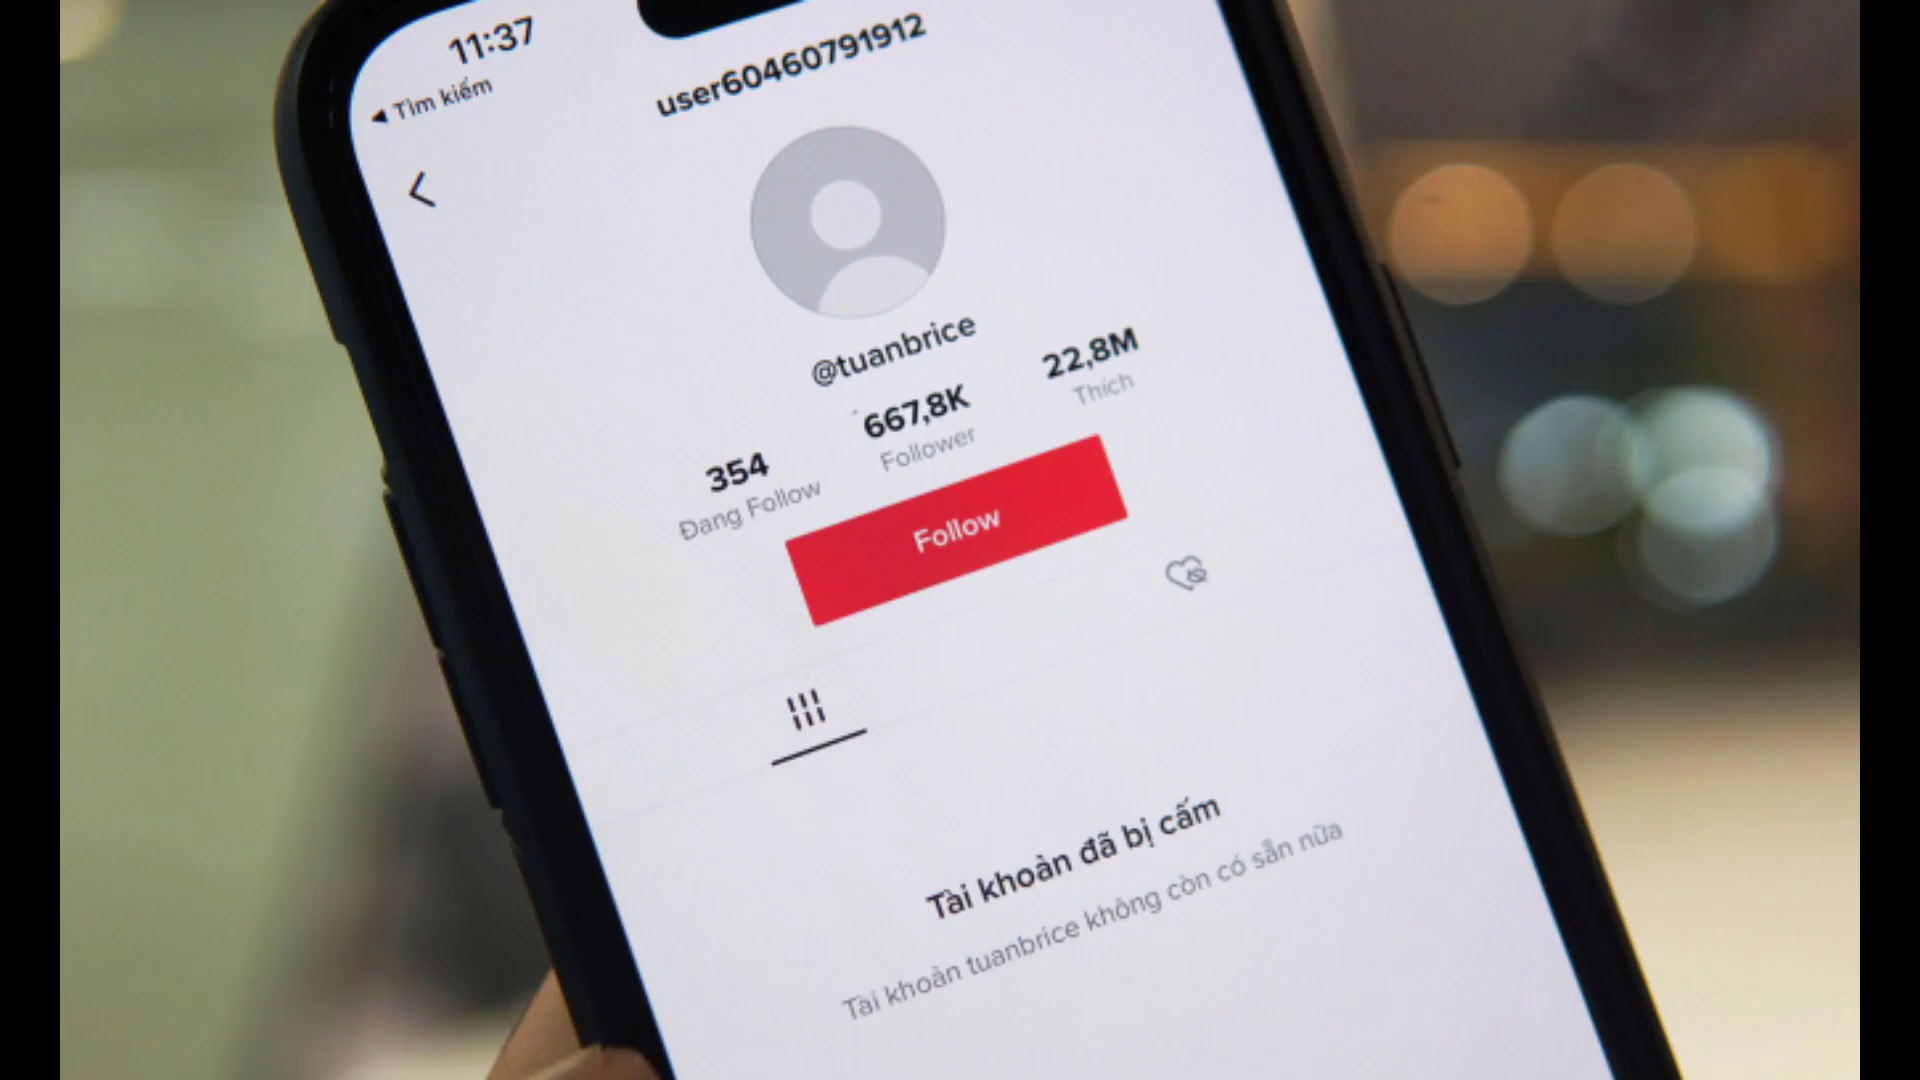 11:37
Tìm kiếm
user60460791912
@tuanbrice
354
Đang Follow
667,8K
Follower
22,8M
Thích
Follow
Tài khoản đã bị cấm
Tài khoản tuanbrice không còn có sẵn nữa